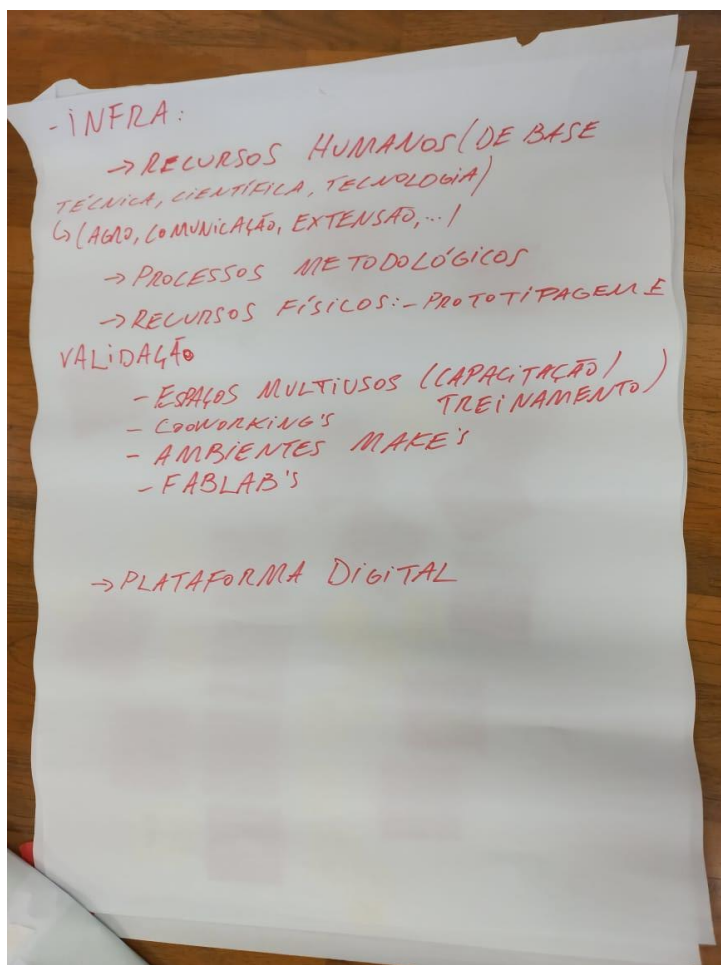 - INFRA:
→ RECURSOS HUMANOS (DE BASE
TÉCNICA, CIENTÍFICA, TECNOLOGIA)
↳ (AGRO, COMUNICAÇÃO, EXTENSÃO, ...)
→ PROCESSOS METODOLÓGICOS
→ RECURSOS FÍSICOS: - PROTOTIPAGEM E
VALIDAÇÃO
- ESPAÇOS MULTIUSOS (CAPACITAÇÃO/
TREINAMENTO)
- COOWORKING'S
- AMBIENTES MAKE'S
- FABLAB'S
→ PLATAFORMA DIGITAL